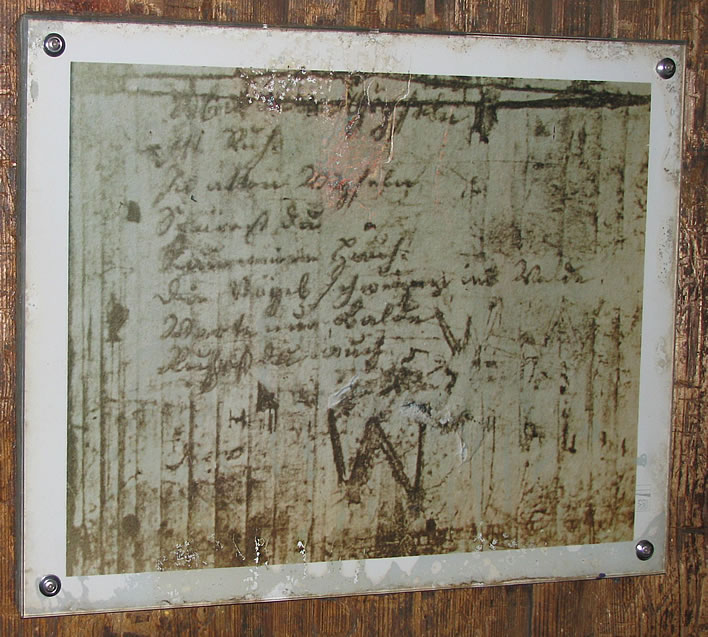 Gipfeln
Ist Ruh.
In allen Wipfeln
Spürest du
Kaum einen Hauch.
Die Vögel schweigen im Walde
Warte nur balde
Ruhest du auch
W